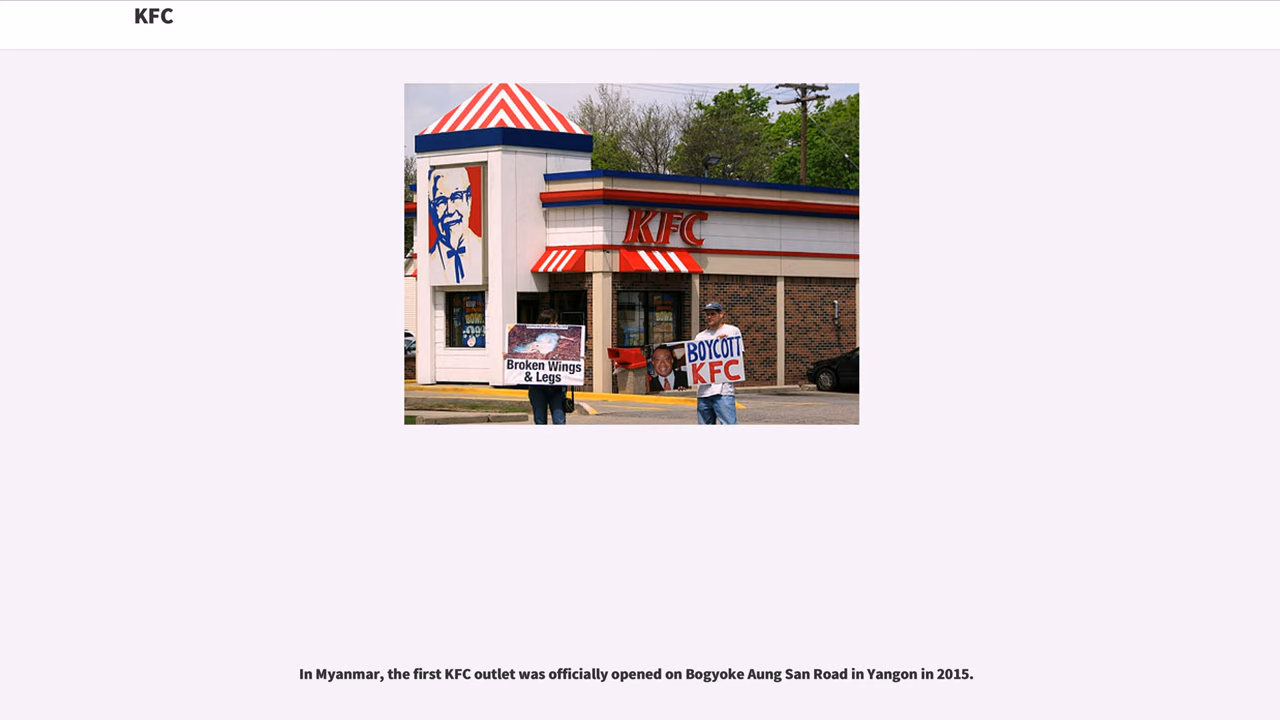 KFC
KFC
Broken Wings
& Legs
BOYCOTT
KFC
In Myanmar, the first KFC outlet was officially opened on Bogyoke Aung San Road in Yangon in 2015.